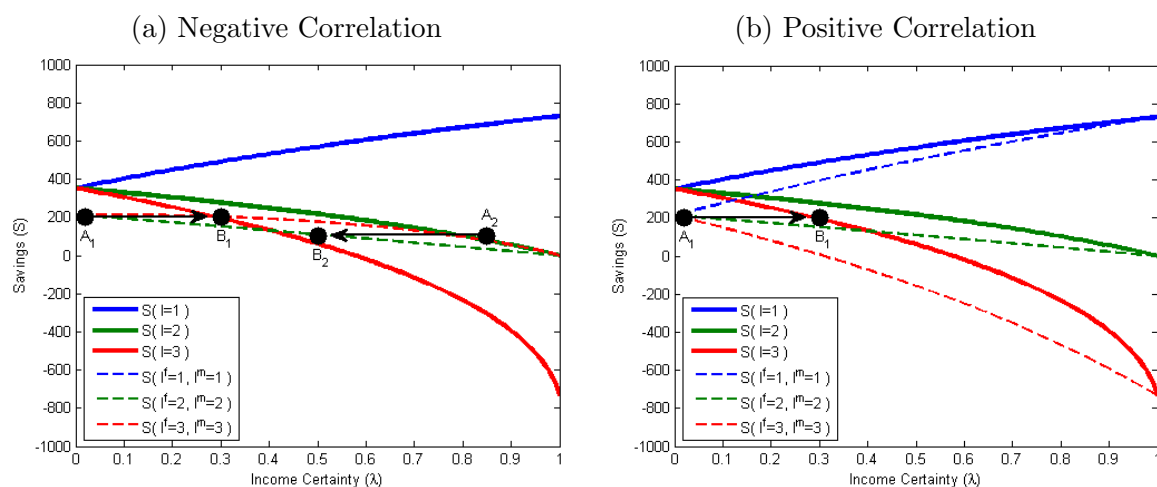 (a) Negative Correlation
1000
800
600
400
200
0
-200
-400
-600
-800
-1000
Savings (S)
A₁
B₁
A₂
B₂
S( I=1 )
S( I=2 )
S( I=3 )
S( Iᶠ=1, Iᵐ=1 )
S( Iᶠ=2, Iᵐ=2 )
S( Iᶠ=3, Iᵐ=3 )
0 0.1 0.2 0.3 0.4 0.5 0.6 0.7 0.8 0.9 1
Income Certainty (λ)
(b) Positive Correlation
1000
800
600
400
200
0
-200
-400
-600
-800
-1000
Savings (S)
A₁
B₁
S( I=1 )
S( I=2 )
S( I=3 )
S( Iᶠ=1, Iᵐ=1 )
S( Iᶠ=2, Iᵐ=2 )
S( Iᶠ=3, Iᵐ=3 )
0 0.1 0.2 0.3 0.4 0.5 0.6 0.7 0.8 0.9 1
Income Certainty (λ)